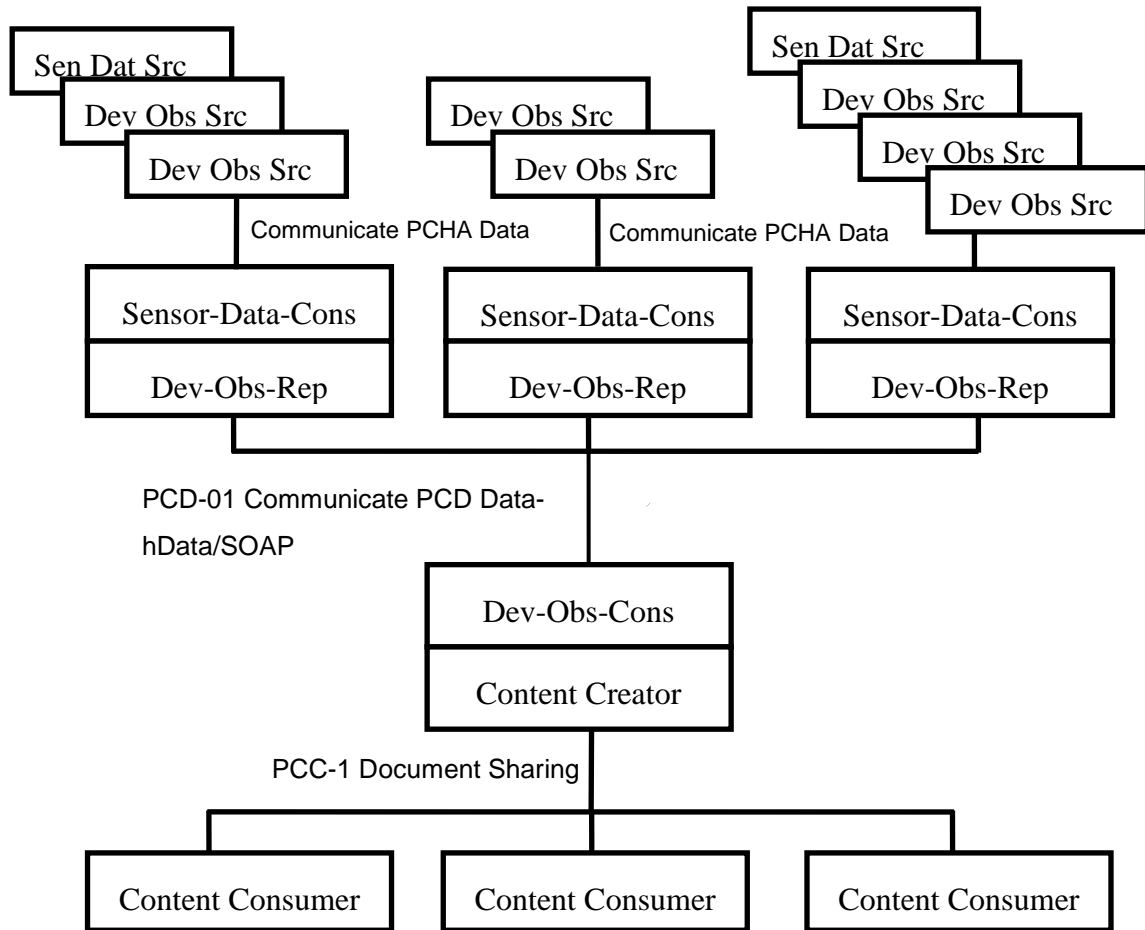 Sen Dat Src
Dev Obs Src
Dev Obs Src
Dev Obs Src
Dev Obs Src
Sen Dat Src
Dev Obs Src
Dev Obs Src
Dev Obs Src
Communicate PCHA Data
Communicate PCHA Data
Sensor-Data-Cons
Dev-Obs-Rep
Sensor-Data-Cons
Dev-Obs-Rep
Sensor-Data-Cons
Dev-Obs-Rep
PCD-01 Communicate PCD Data-
hData/SOAP
Dev-Obs-Cons
Content Creator
PCC-1 Document Sharing
Content Consumer
Content Consumer
Content Consumer